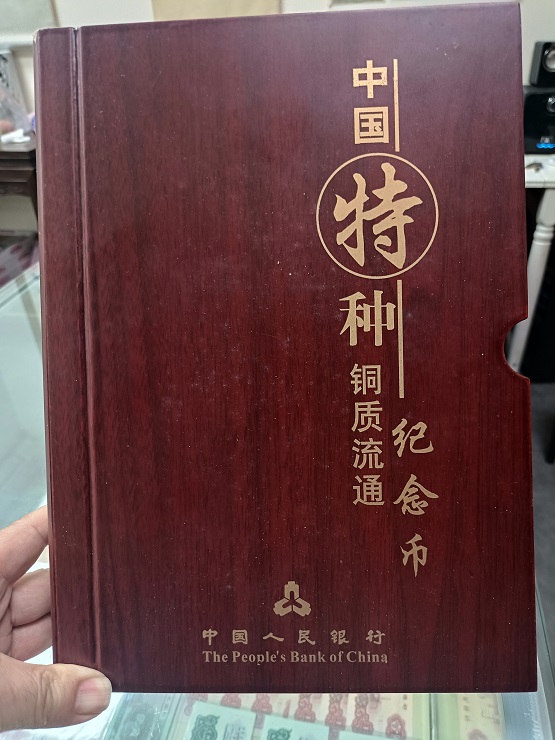 中国特种
铜质流通
纪念币
中国人民银行
The People's Bank of China